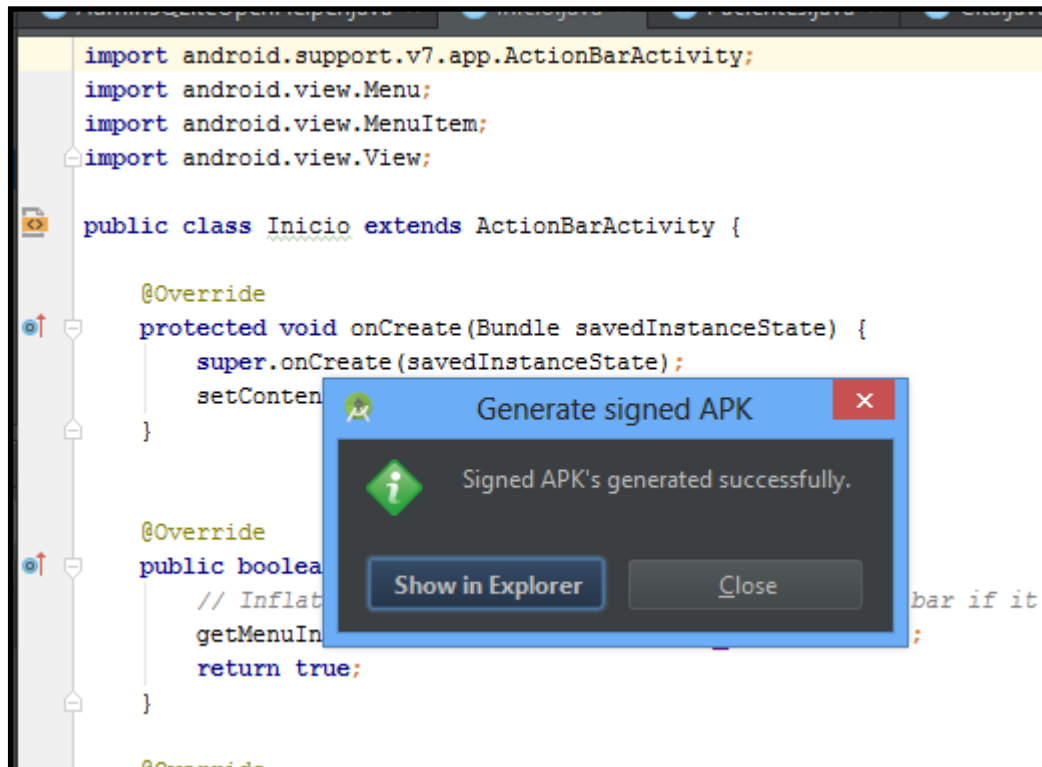 import android.support.v7.app.ActionBarActivity;
import android.view.Menu;
import android.view.MenuItem;
import android.view.View;
public class Inicio extends ActionBarActivity {
@Override
protected void onCreate(Bundle savedInstanceState) {
super.onCreate(savedInstanceState);
setConten
}
Generate signed APK
Signed APK's generated successfully.
Show in Explorer
Close
@Override
public boolea
// Inflat bar if it
getMenuIn ;
return true;
}
@Override